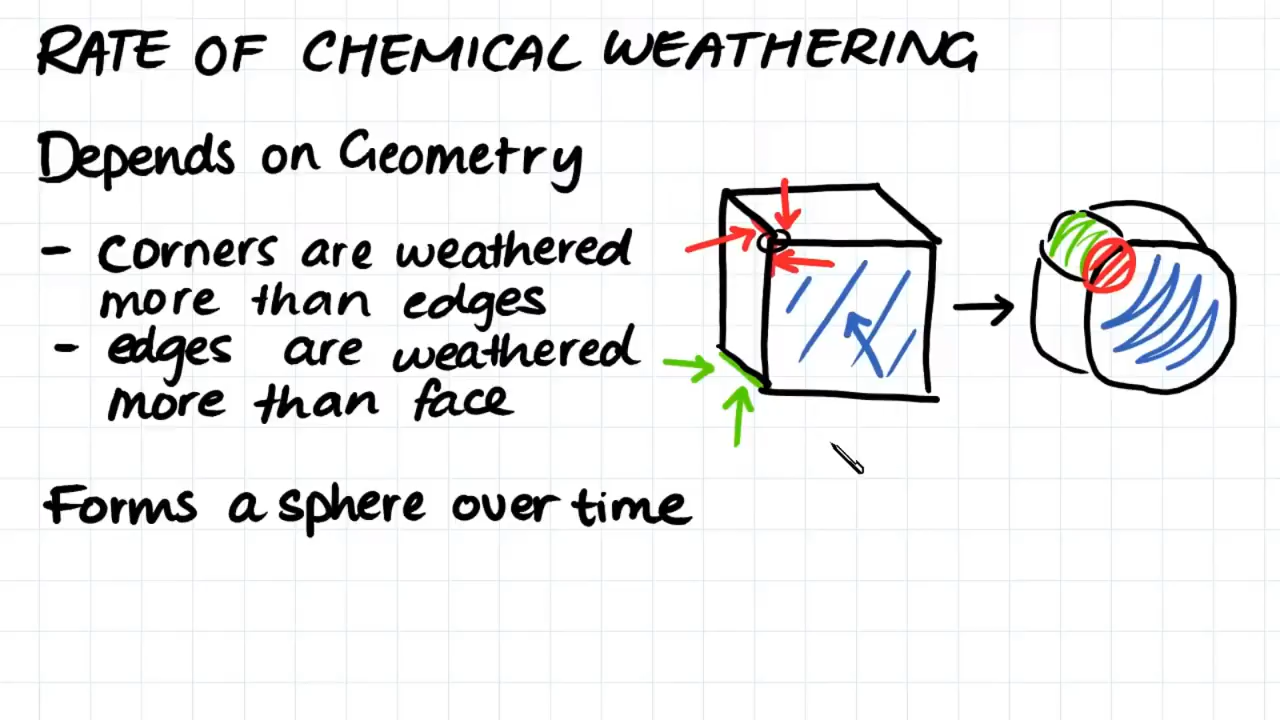 RATE OF CHEMICAL WEATHERING
Depends on Geometry
- corners are weathered
more than edges
- edges are weathered
more than face
Forms a sphere over time